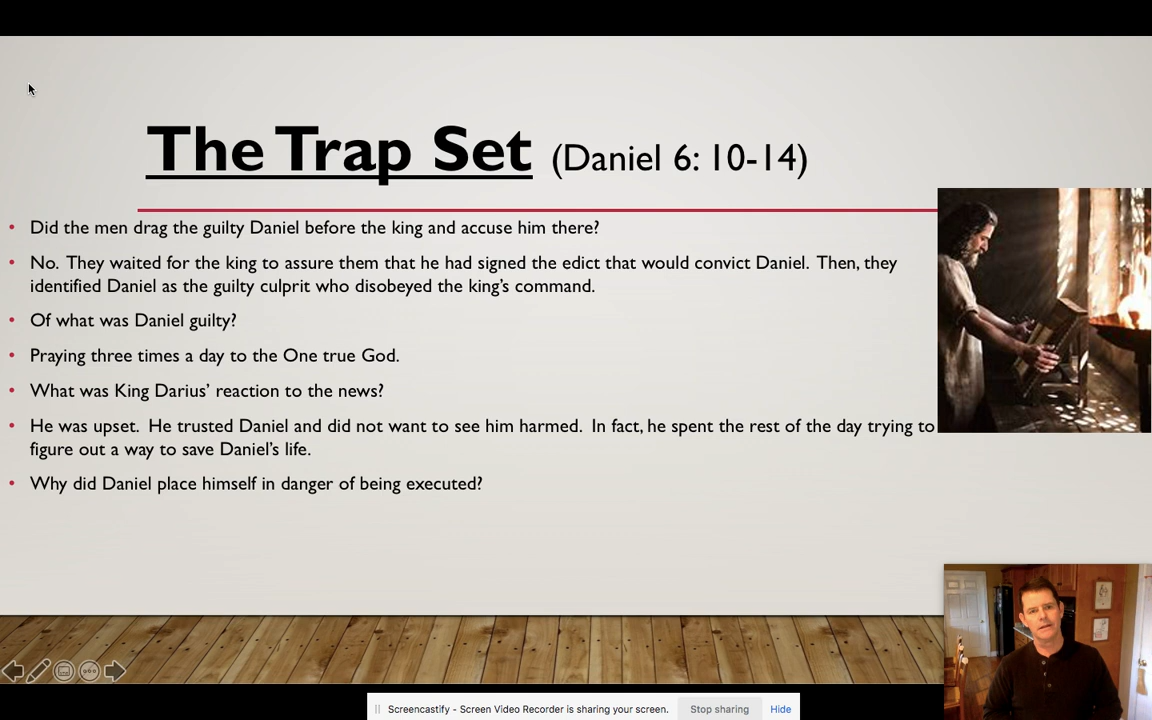 The Trap Set (Daniel 6: 10-14)
• Did the men drag the guilty Daniel before the king and accuse him there?
• No. They waited for the king to assure them that he had signed the edict that would convict Daniel. Then, they
identified Daniel as the guilty culprit who disobeyed the king's command.
• Of what was Daniel guilty?
• Praying three times a day to the One true God.
• What was King Darius' reaction to the news?
• He was upset. He trusted Daniel and did not want to see him harmed. In fact, he spent the rest of the day trying to
figure out a way to save Daniel's life.
• Why did Daniel place himself in danger of being executed?
Screencastify - Screen Video Recorder is sharing your screen. Stop sharing Hide